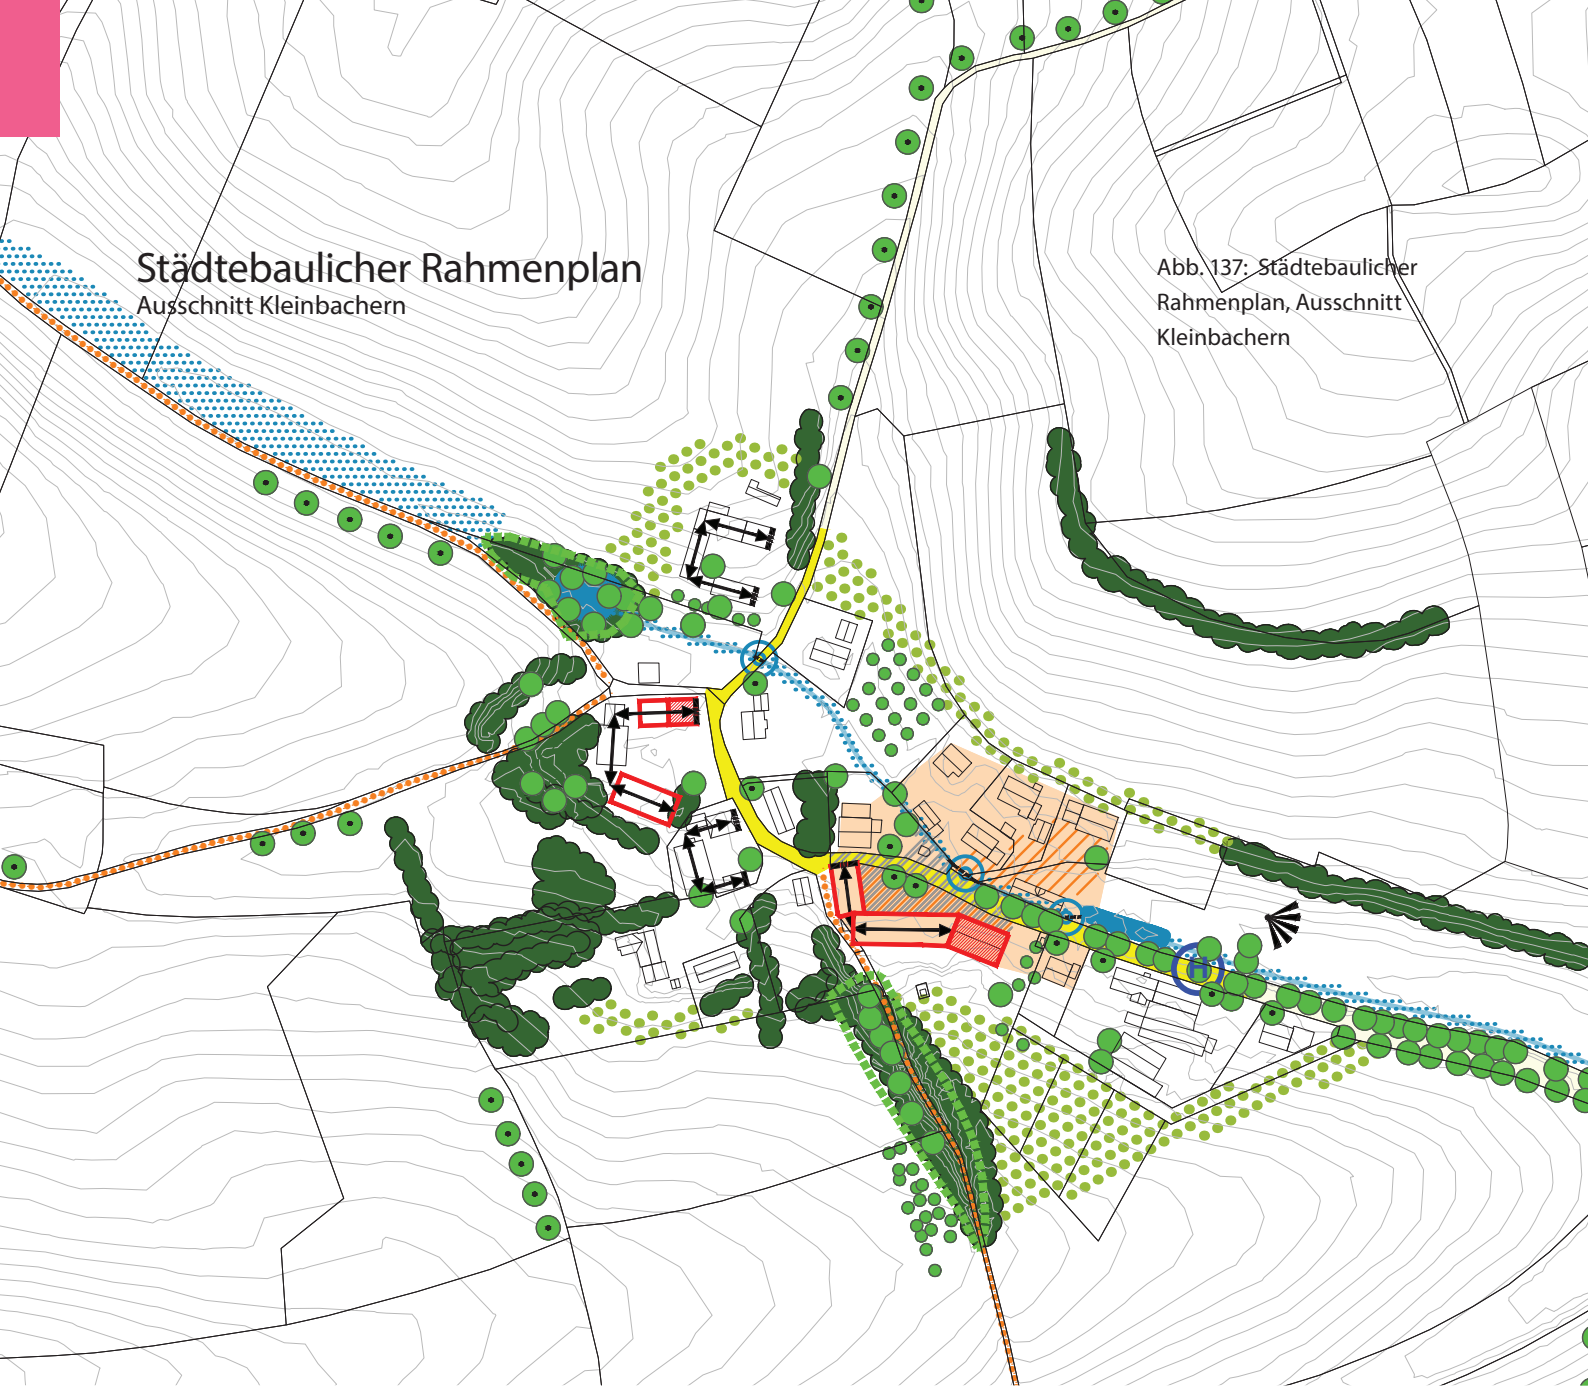 Städtebaulicher Rahmenplan
Ausschnitt Kleinbachern
Abb. 137: Städtebaulicher
Rahmenplan, Ausschnitt
Kleinbachern
H